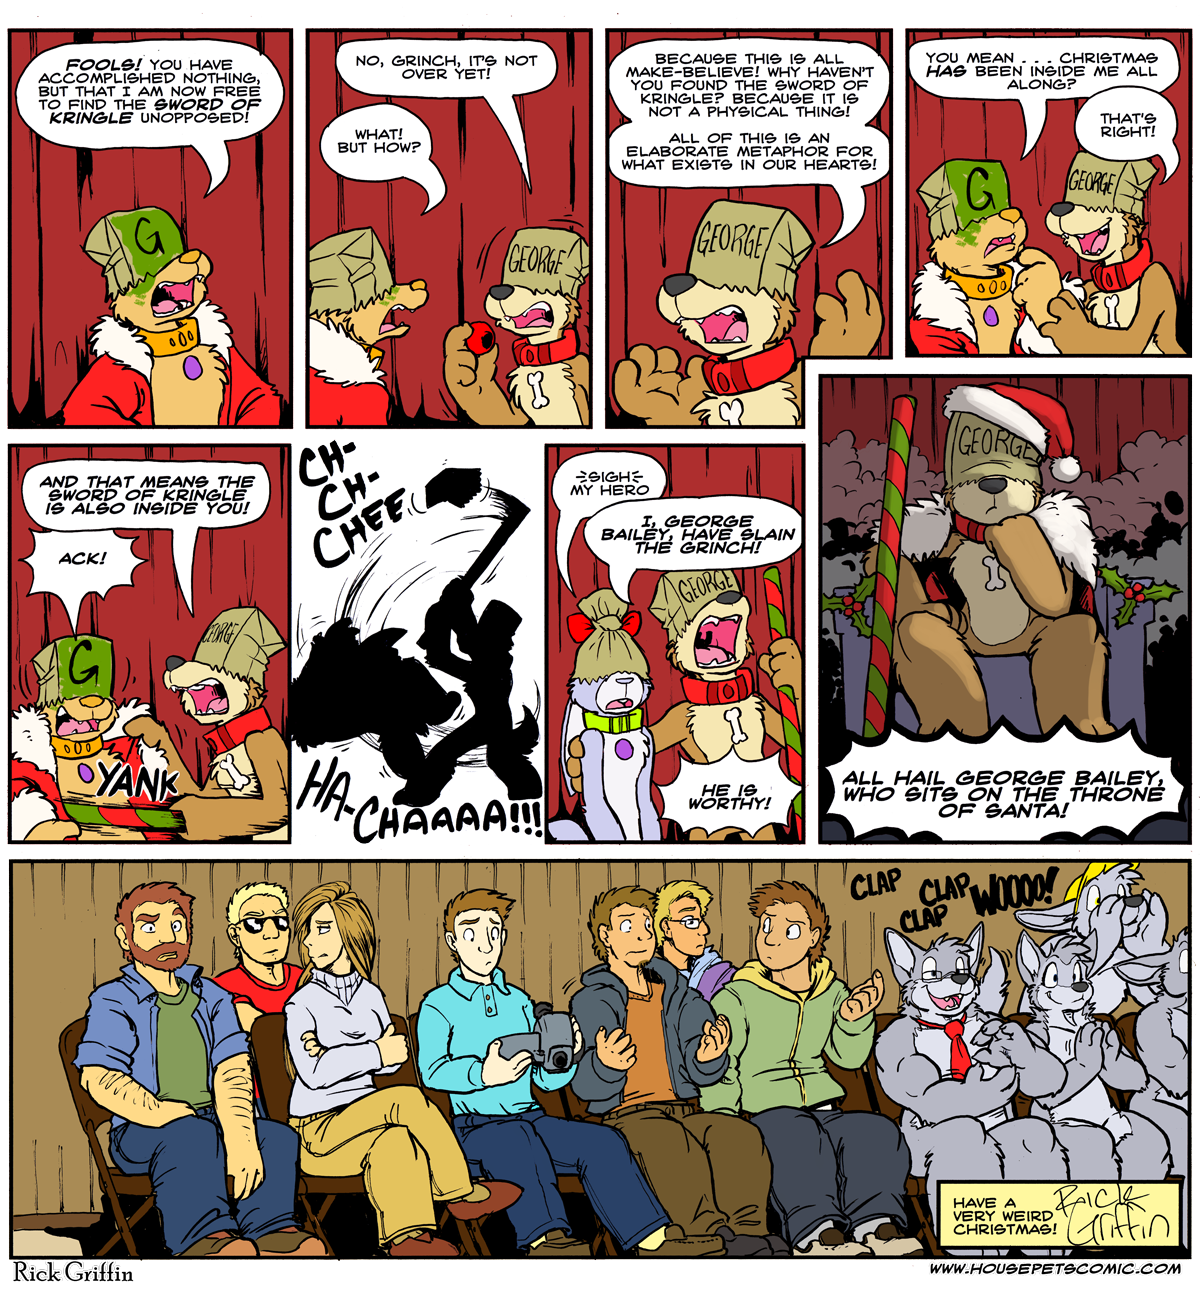 FOOLS! YOU HAVE
ACCOMPLISHED NOTHING,
BUT THAT I AM NOW FREE
TO FIND THE SWORD OF
KRINGLE UNOPPOSED!
G
NO, GRINCH, IT'S NOT
OVER YET!
WHAT!
BUT HOW?
GEORGE
BECAUSE THIS IS ALL
MAKE-BELIEVE! WHY HAVEN'T
YOU FOUND THE SWORD OF
KRINGLE? BECAUSE IT IS
NOT A PHYSICAL THING!
ALL OF THIS IS AN
ELABORATE METAPHOR FOR
WHAT EXISTS IN OUR HEARTS!
GEORGE
YOU MEAN . . . CHRISTMAS
HAS BEEN INSIDE ME ALL
ALONG?
THAT'S
RIGHT!
G
GEORGE
AND THAT MEANS THE
SWORD OF KRINGLE
IS ALSO INSIDE YOU!
ACK!
G
GEORGE
YANK
CH-
CH-
CHEE
HA-
CHAAAA!!!
SIGH
MY HERO
I, GEORGE
BAILEY, HAVE SLAIN
THE GRINCH!
GEORGE
HE IS
WORTHY!
GEORGE
ALL HAIL GEORGE BAILEY,
WHO SITS ON THE THRONE
OF SANTA!
CLAP
CLAP
CLAP
WOOOO!
HAVE A
VERY WEIRD
CHRISTMAS!
Rick
Griffin
Rick Griffin
WWW.HOUSEPETSCOMIC.COM